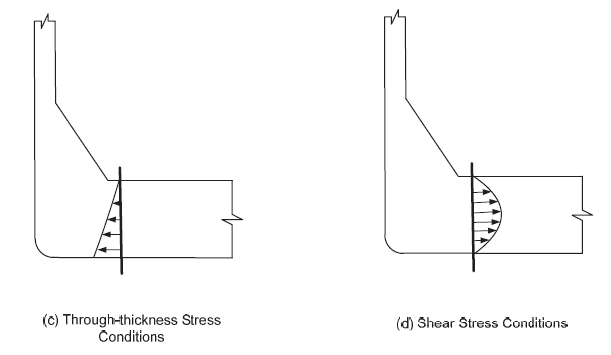 (c) Through-thickness Stress
Conditions
(d) Shear Stress Conditions